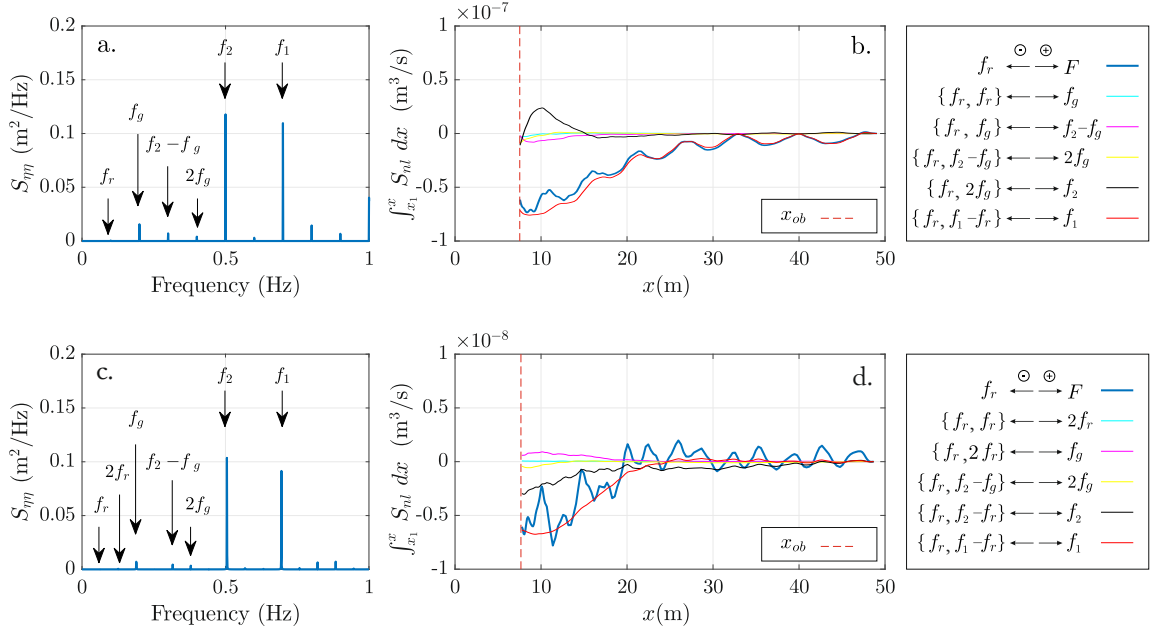 a.
S_ηη (m²/Hz)
0.2
0.15
0.1
0.05
0
f_r
f_g
f_2−f_g
2f_g
f_2
f_1
0 0.5 1
Frequency (Hz)
×10⁻⁷
b.
∫_{x_1}^{x} S_nl dx (m³/s)
1
0.5
0
-0.5
-1
x_ob
0 10 20 30 40 50
x(m)
⊙ ⊕
f_r ⟷⟶ F
{f_r, f_r} ⟷⟶ f_g
{f_r, f_g} ⟷⟶ f_2−f_g
{f_r, f_2−f_g} ⟷⟶ 2f_g
{f_r, 2f_g} ⟷⟶ f_2
{f_r, f_1−f_r} ⟷⟶ f_1
c.
S_ηη (m²/Hz)
0.2
0.15
0.1
0.05
0
f_r
2f_r
f_g
f_2−f_g
2f_g
f_2
f_1
0 0.5 1
Frequency (Hz)
×10⁻⁸
d.
∫_{x_1}^{x} S_nl dx (m³/s)
1
0.5
0
-0.5
-1
x_ob
0 10 20 30 40 50
x(m)
⊙ ⊕
f_r ⟷⟶ F
{f_r, f_r} ⟷⟶ 2f_r
{f_r,2f_r} ⟷⟶ f_g
{f_r, f_2−f_g} ⟷⟶ 2f_g
{f_r, f_2−f_r} ⟷⟶ f_2
{f_r, f_1−f_r} ⟷⟶ f_1